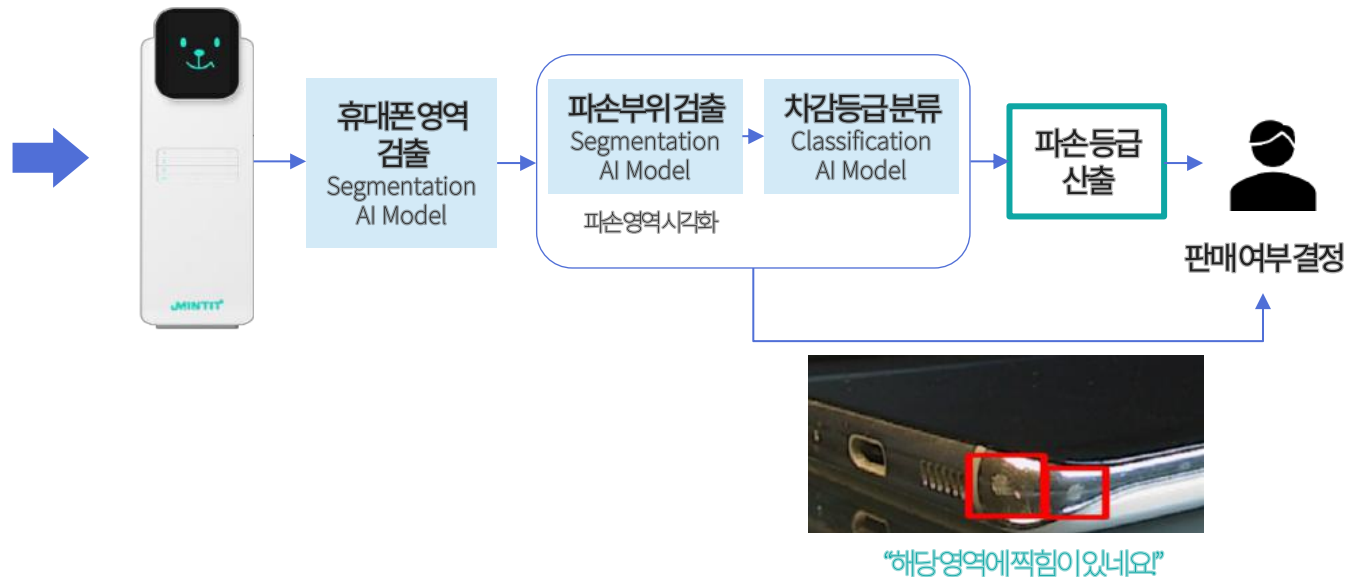 MINTIT
휴대폰 영역
검출
Segmentation
AI Model
파손부위 검출
Segmentation
AI Model
파손 영역 시각화
차감등급 분류
Classification
AI Model
파손 등급
산출
판매 여부 결정
“해당 영역에 찍힘이 있네요!”